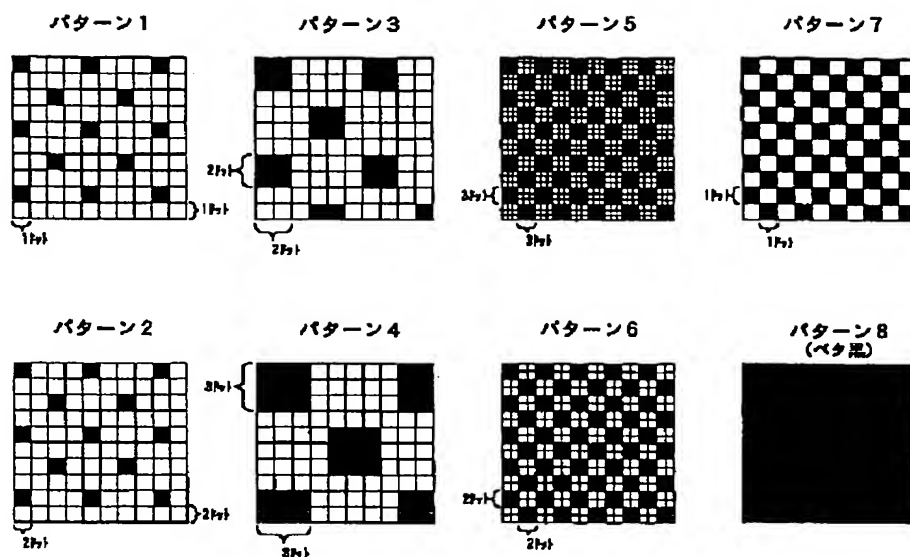 パターン1
パターン3
パターン5
パターン7
1ドット
1ドット
2ドット
2ドット
3ドット
3ドット
1ドット
1ドット
パターン2
パターン4
パターン6
パターン8
(ベタ黒)
2ドット
2ドット
3ドット
3ドット
2ドット
2ドット